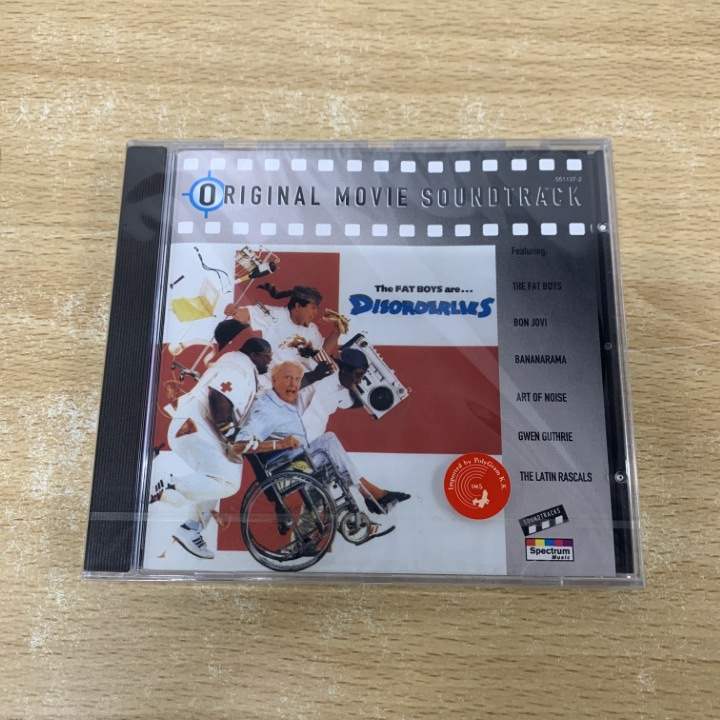 551137-2
ORIGINAL MOVIE SOUNDTRACK
Featuring:
The FAT BOYS are...
DISORDERLIES
THE FAT BOYS
BON JOVI
BANANARAMA
ART OF NOISE
GWEN GUTHRIE
THE LATIN RASCALS
Imported by PolyGram K.K.
IMS
SOUNDTRACKS
Spectrum
Music